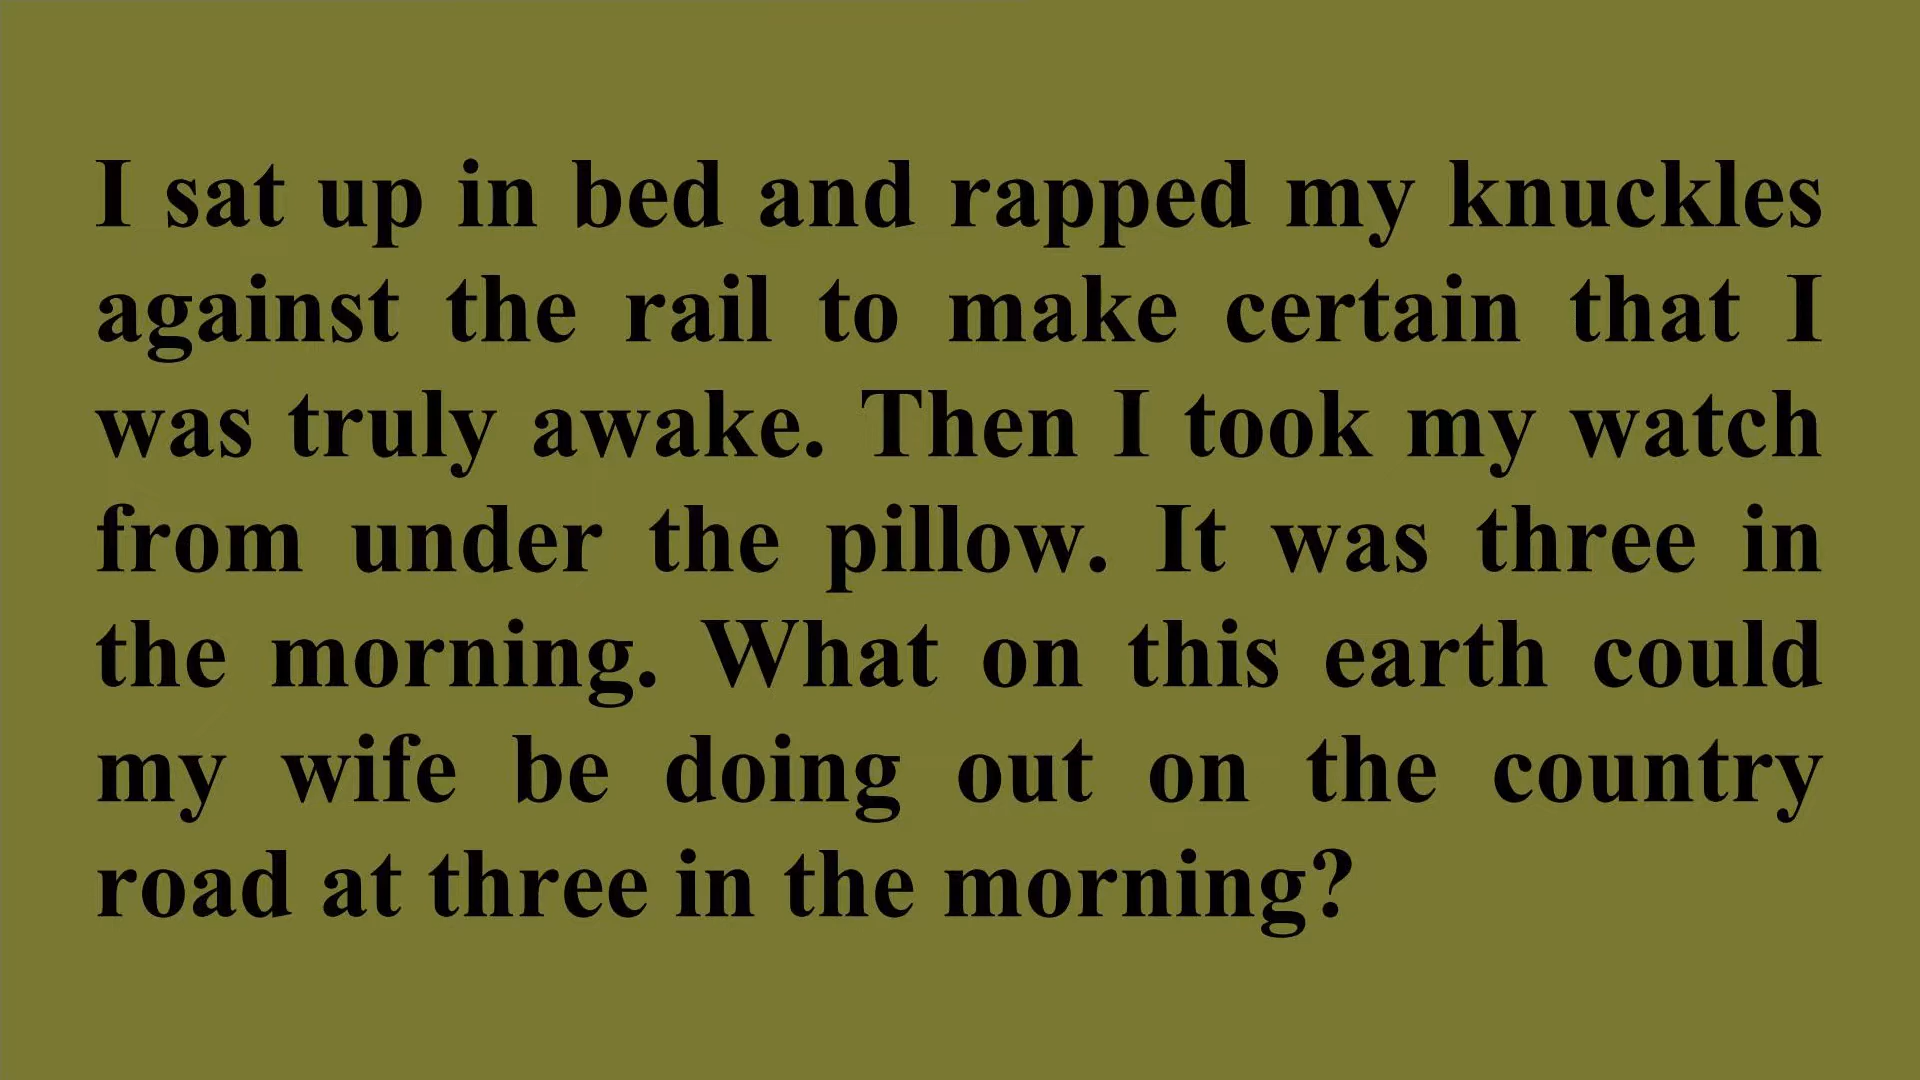 I sat up in bed and rapped my knuckles
against the rail to make certain that I
was truly awake. Then I took my watch
from under the pillow. It was three in
the morning. What on this earth could
my wife be doing out on the country
road at three in the morning?